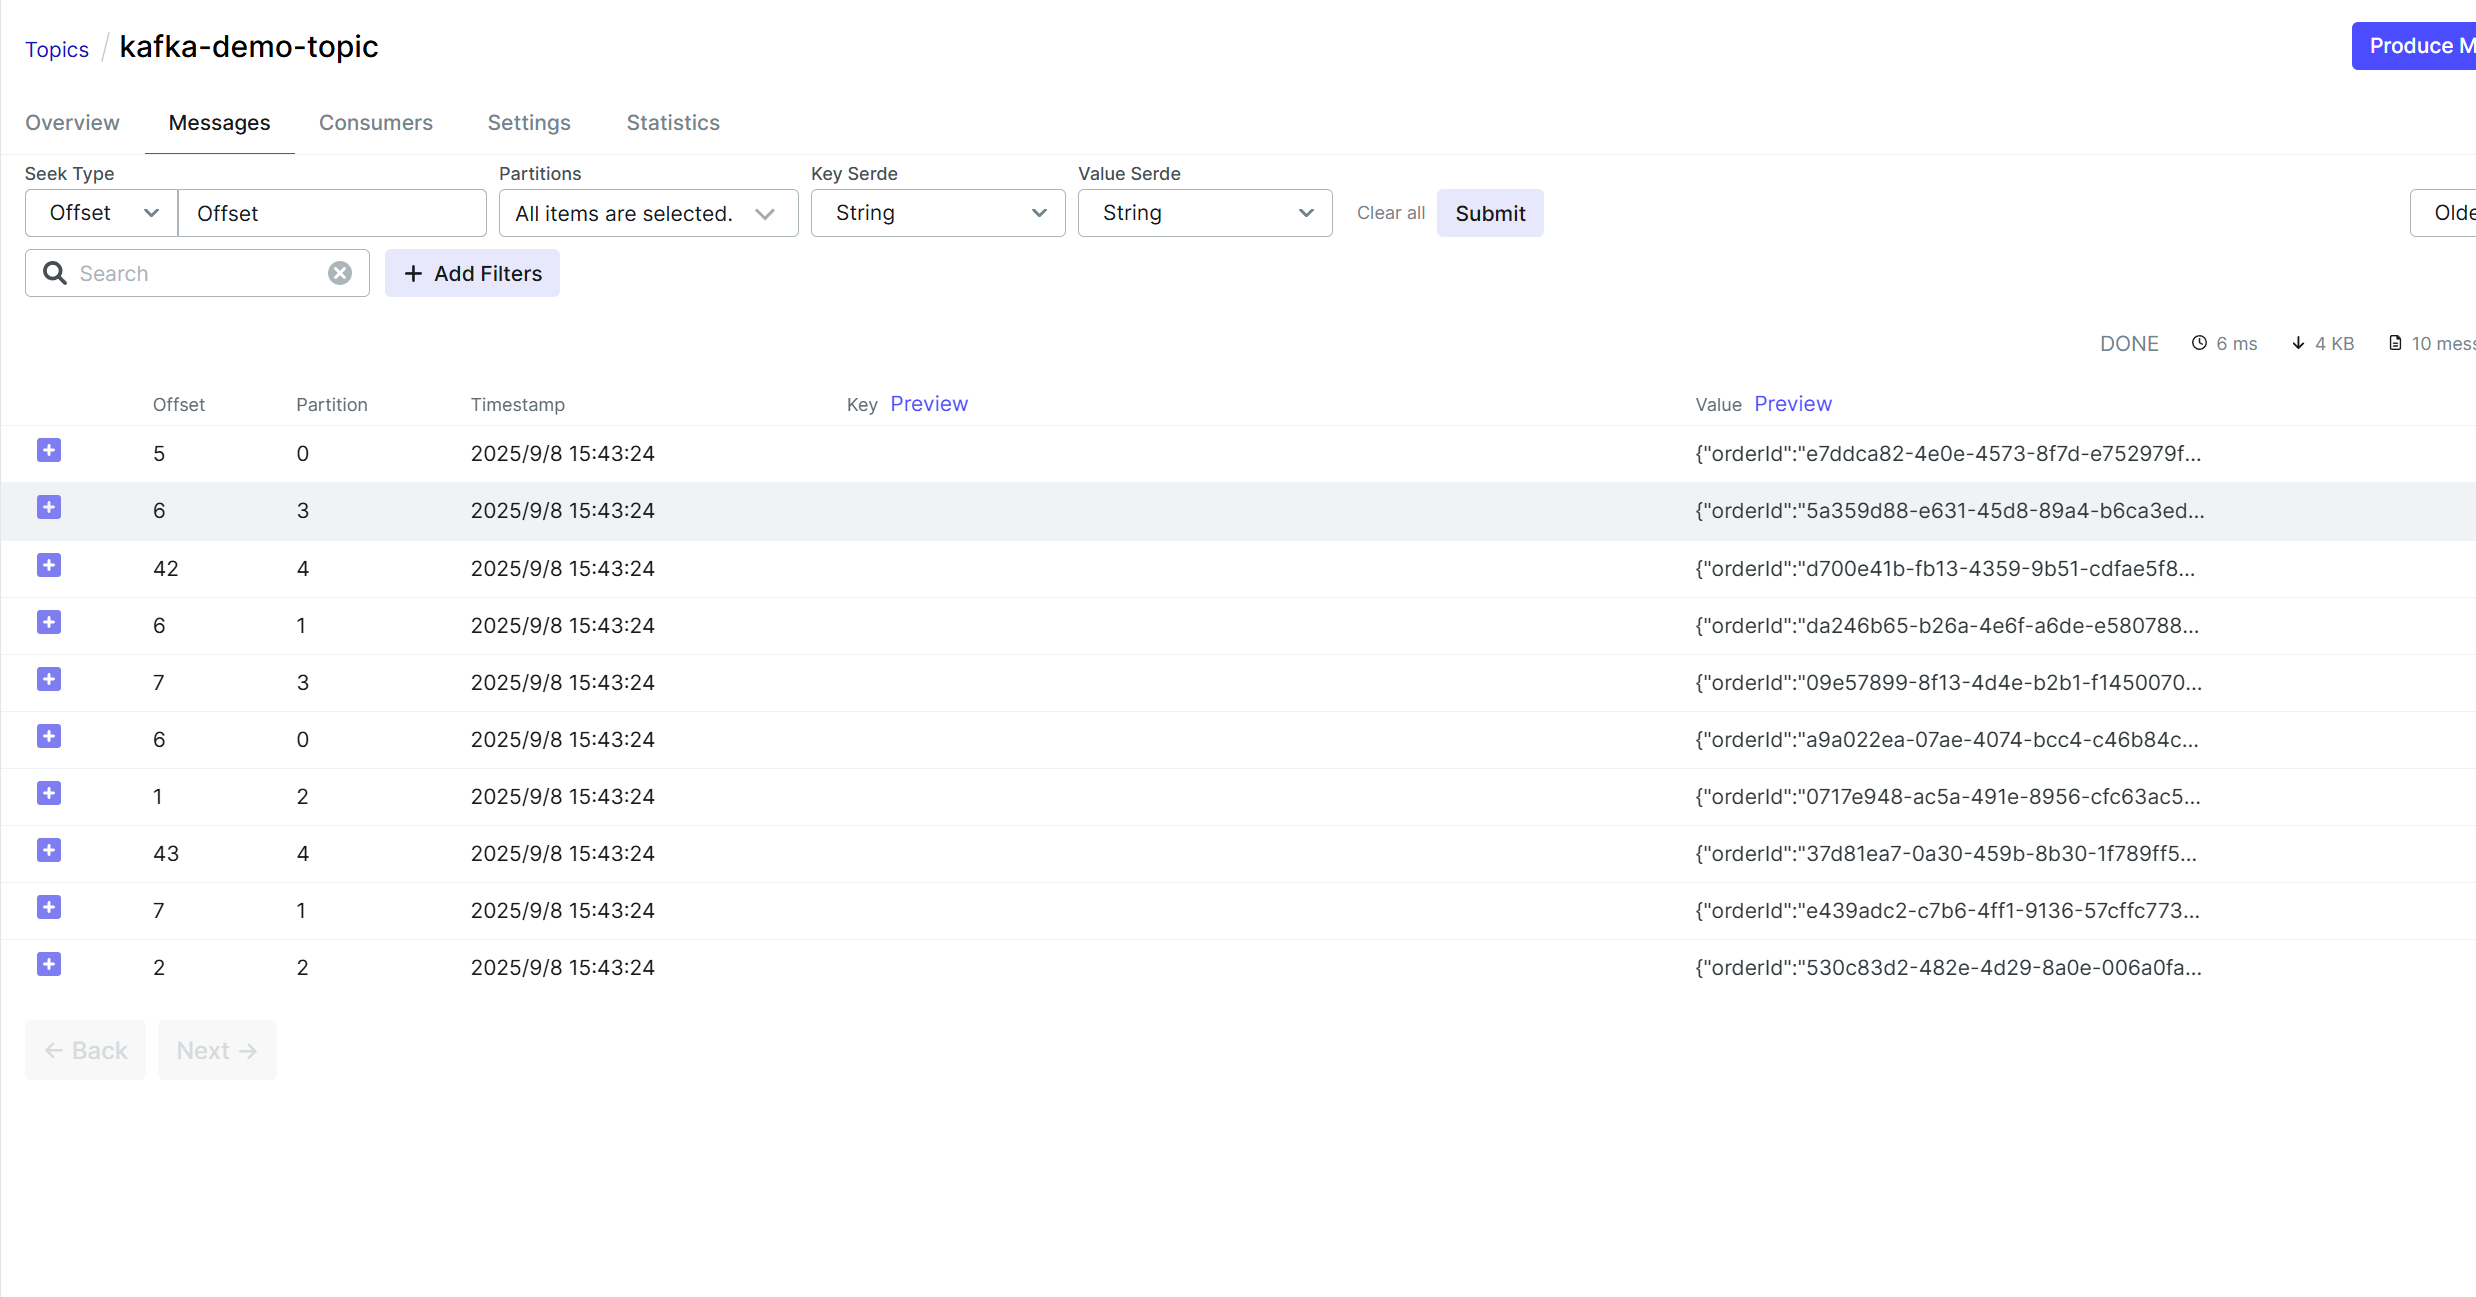 Topics / kafka-demo-topic
Produce M
Overview Messages Consumers Settings Statistics
Seek Type Partitions Key Serde Value Serde
Offset Offset All items are selected. String String Clear all Submit Olde
Search + Add Filters
DONE 6 ms 4 KB 10 mess
Offset Partition Timestamp Key Preview Value Preview
5 0 2025/9/8 15:43:24 {"orderId":"e7ddca82-4e0e-4573-8f7d-e752979f...
6 3 2025/9/8 15:43:24 {"orderId":"5a359d88-e631-45d8-89a4-b6ca3ed...
42 4 2025/9/8 15:43:24 {"orderId":"d700e41b-fb13-4359-9b51-cdfae5f8...
6 1 2025/9/8 15:43:24 {"orderId":"da246b65-b26a-4e6f-a6de-e580788...
7 3 2025/9/8 15:43:24 {"orderId":"09e57899-8f13-4d4e-b2b1-f1450070...
6 0 2025/9/8 15:43:24 {"orderId":"a9a022ea-07ae-4074-bcc4-c46b84c...
1 2 2025/9/8 15:43:24 {"orderId":"0717e948-ac5a-491e-8956-cfc63ac5...
43 4 2025/9/8 15:43:24 {"orderId":"37d81ea7-0a30-459b-8b30-1f789ff5...
7 1 2025/9/8 15:43:24 {"orderId":"e439adc2-c7b6-4ff1-9136-57cffc773...
2 2 2025/9/8 15:43:24 {"orderId":"530c83d2-482e-4d29-8a0e-006a0fa...
← Back Next →